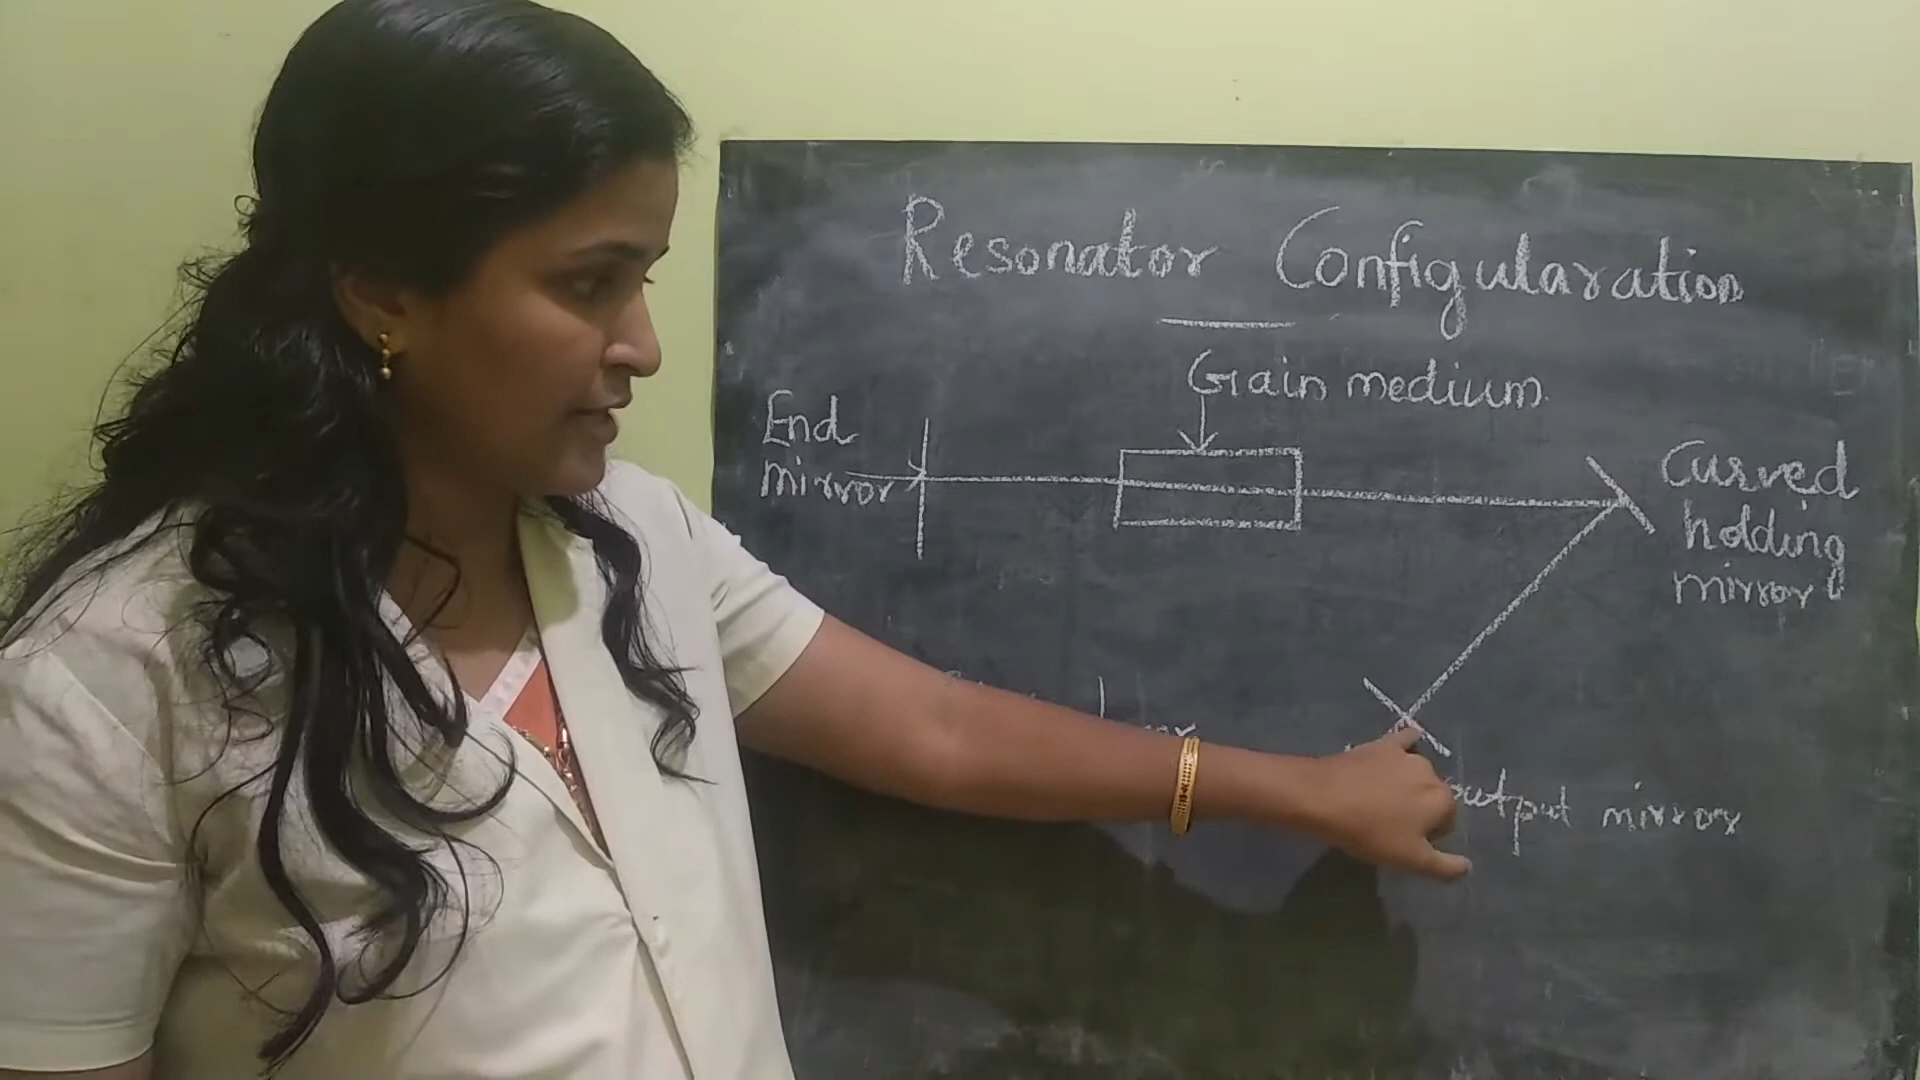 Resonator Configularation
Grain medium
End
mirror
Curved
holding
mirror
output mirror